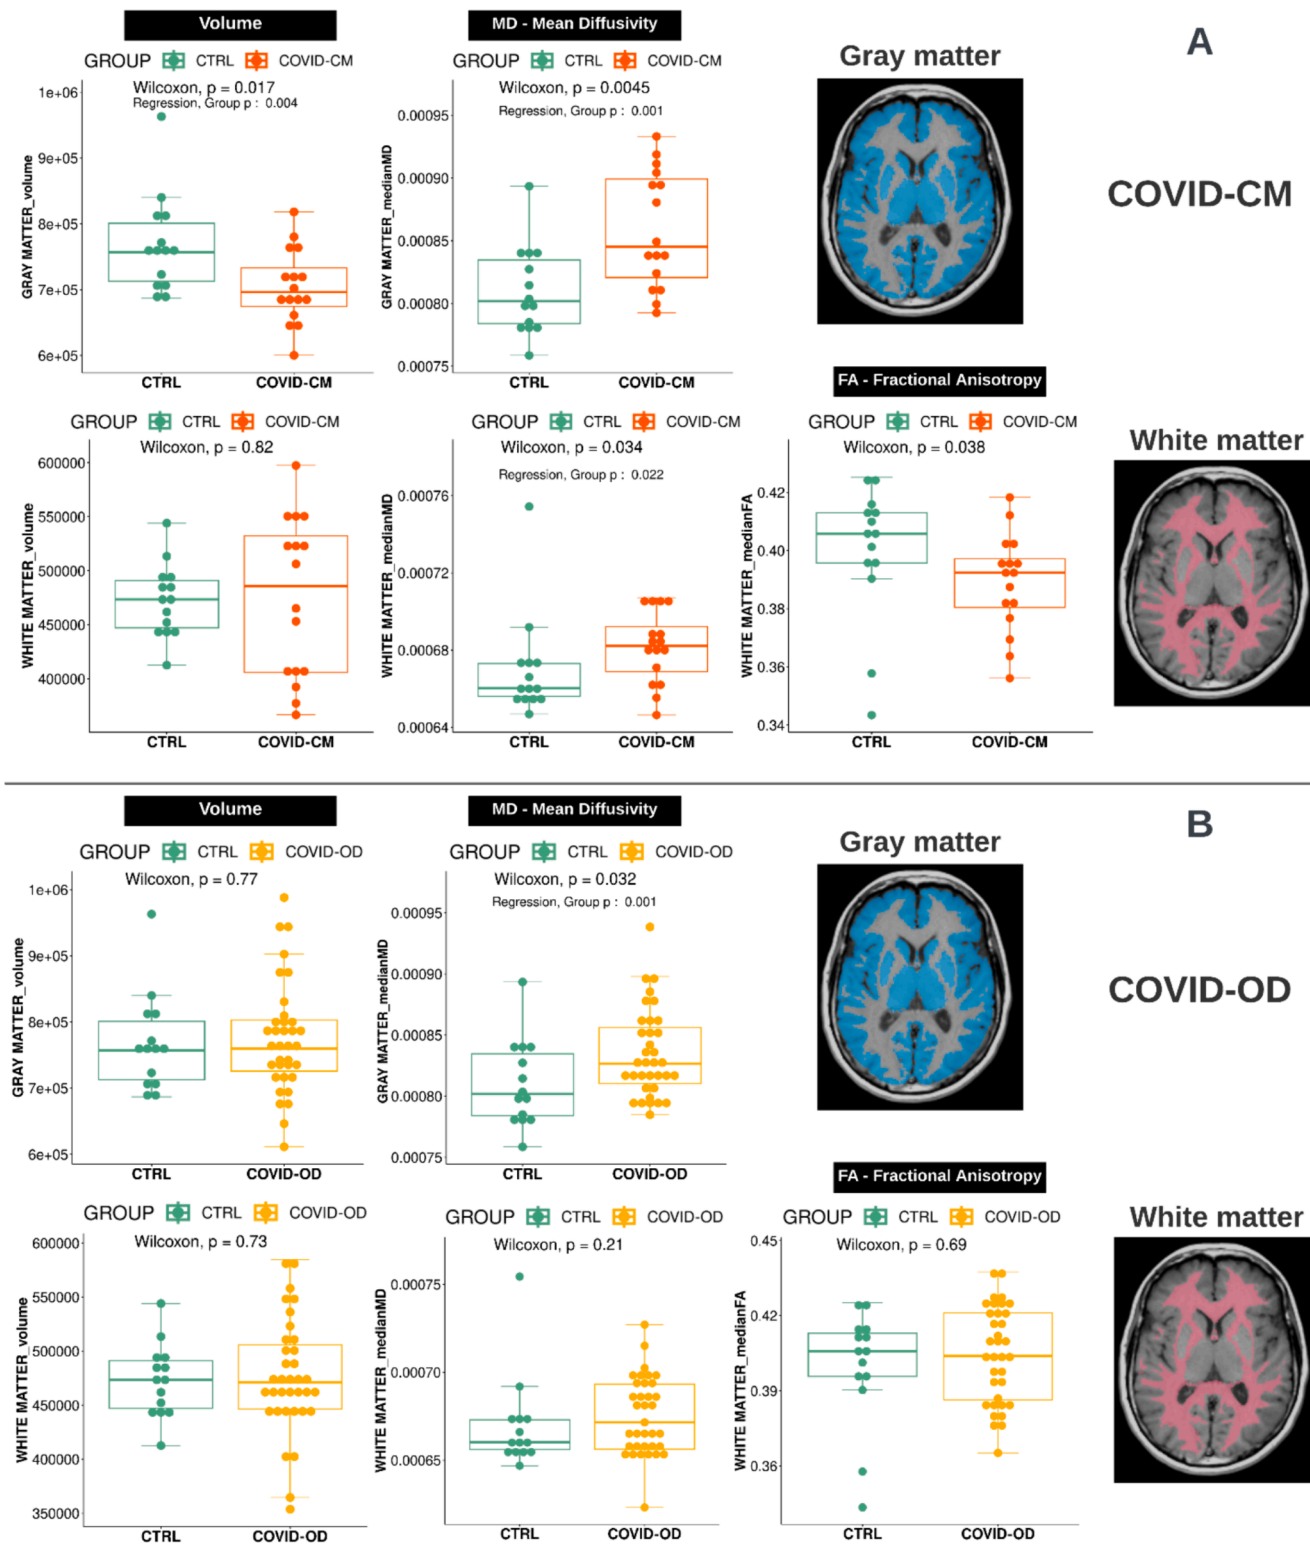 Volume
MD - Mean Diffusivity
A
GROUP CTRL COVID-CM
GROUP CTRL COVID-CM
Gray matter
Wilcoxon, p = 0.017
Regression, Group p : 0.004
Wilcoxon, p = 0.0045
Regression, Group p : 0.001
GRAY MATTER_volume
1e+06
9e+05
8e+05
7e+05
6e+05
CTRL
COVID-CM
GRAY MATTER_medianMD
0.00095
0.00090
0.00085
0.00080
0.00075
CTRL
COVID-CM
COVID-CM
FA - Fractional Anisotropy
GROUP CTRL COVID-CM
GROUP CTRL COVID-CM
GROUP CTRL COVID-CM
White matter
Wilcoxon, p = 0.82
Wilcoxon, p = 0.034
Regression, Group p : 0.022
Wilcoxon, p = 0.038
WHITE MATTER_volume
600000
550000
500000
450000
400000
CTRL
COVID-CM
WHITE MATTER_medianMD
0.00076
0.00072
0.00068
0.00064
CTRL
COVID-CM
WHITE MATTER_medianFA
0.42
0.40
0.38
0.36
0.34
CTRL
COVID-CM
Volume
MD - Mean Diffusivity
B
GROUP CTRL COVID-OD
GROUP CTRL COVID-OD
Gray matter
Wilcoxon, p = 0.77
Wilcoxon, p = 0.032
Regression, Group p : 0.001
GRAY MATTER_volume
1e+06
9e+05
8e+05
7e+05
6e+05
CTRL
COVID-OD
GRAY MATTER_medianMD
0.00095
0.00090
0.00085
0.00080
0.00075
CTRL
COVID-OD
COVID-OD
FA - Fractional Anisotropy
GROUP CTRL COVID-OD
GROUP CTRL COVID-OD
GROUP CTRL COVID-OD
White matter
Wilcoxon, p = 0.73
Wilcoxon, p = 0.21
Wilcoxon, p = 0.69
WHITE MATTER_volume
600000
550000
500000
450000
400000
350000
CTRL
COVID-OD
WHITE MATTER_medianMD
0.00075
0.00070
0.00065
CTRL
COVID-OD
WHITE MATTER_medianFA
0.45
0.42
0.39
0.36
CTRL
COVID-OD